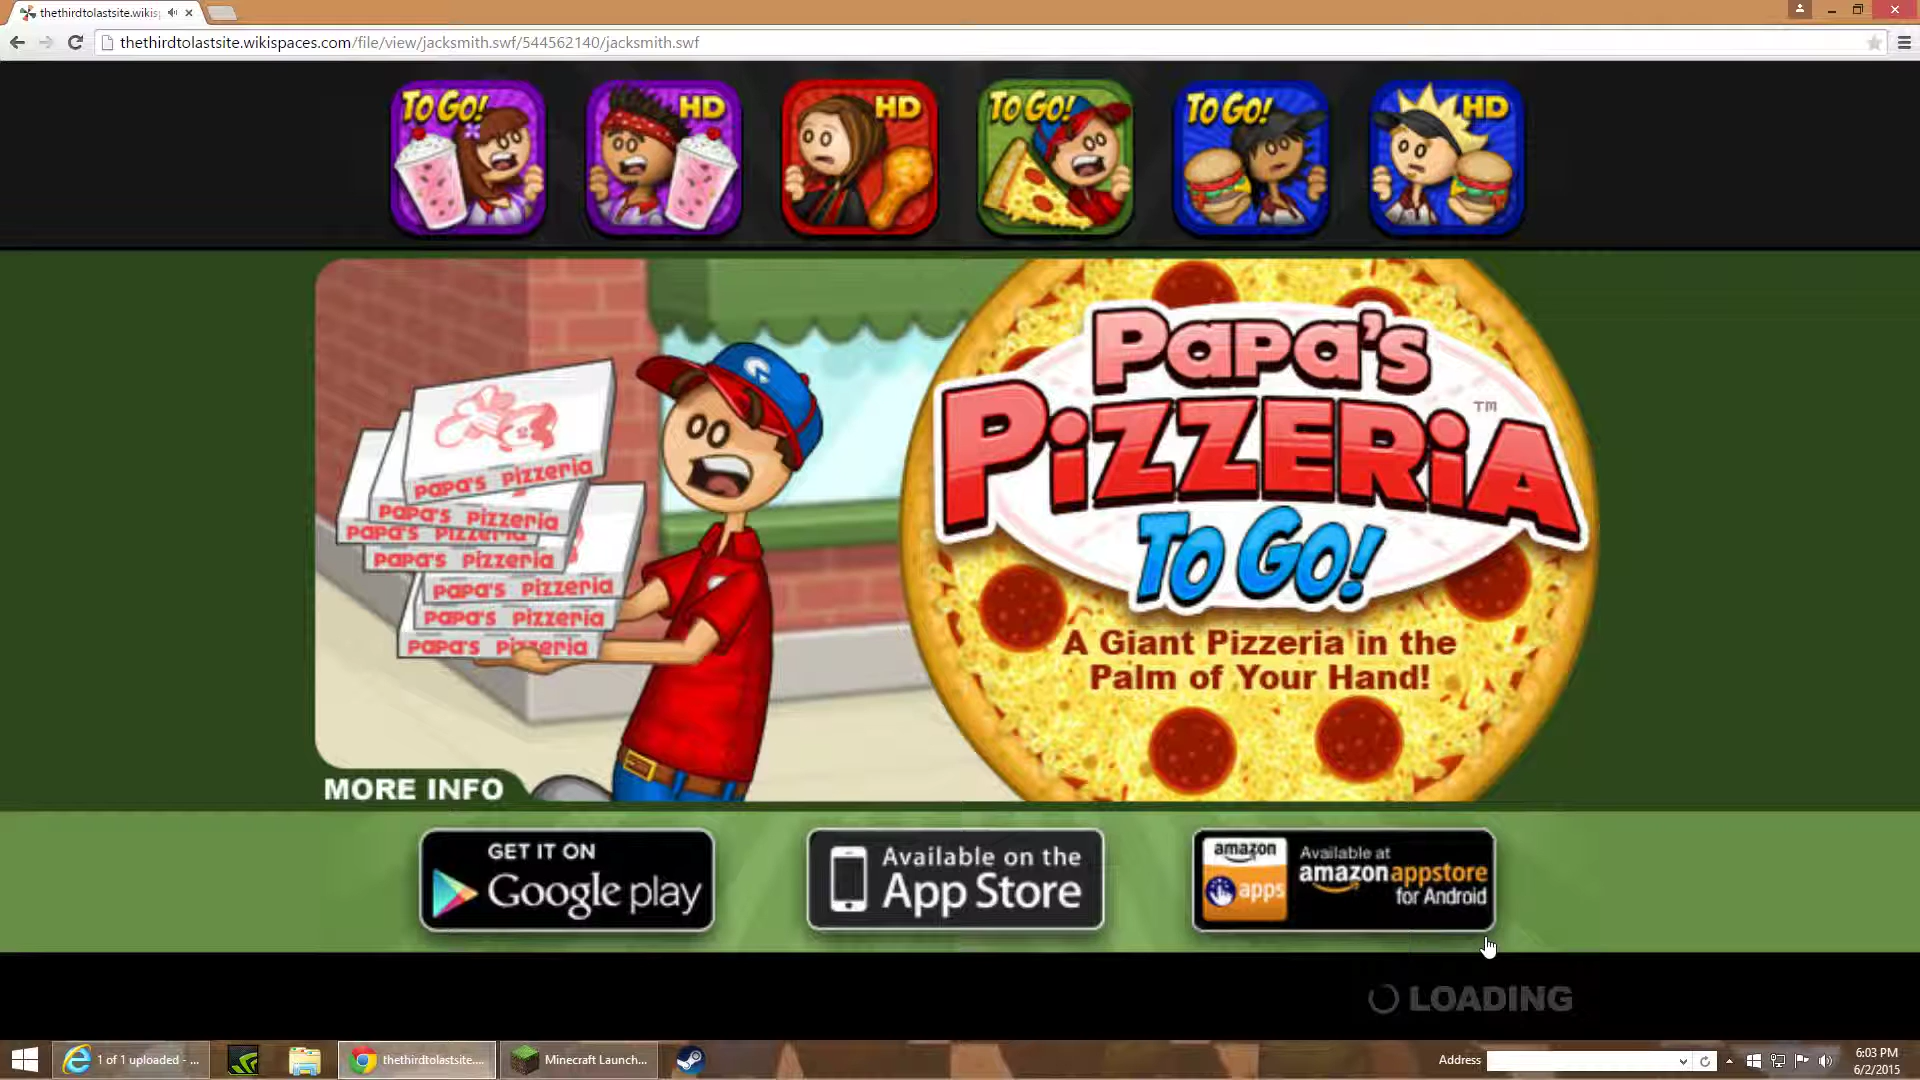 thethirdtolastsite.wikis
thethirdtolastsite.wikispaces.com/file/view/jacksmith.swf/544562140/jacksmith.swf
TO GO!
HD
HD
TO GO!
TO GO!
HD
PAPA'S
PIZZERIA
TM
TO GO!
A Giant Pizzeria in the
Palm of Your Hand!
PAPA'S PIZZERIA
PAPA'S PIZZERIA
PAPA'S PIZZERIA
PAPA'S PIZZERIA
PAPA'S PIZZERIA
PAPA'S PIZZERIA
PAPA'S PIZZERIA
MORE INFO
GET IT ON
Google play
Available on the
App Store
amazon
apps
Available at
amazon appstore
for Android
LOADING
1 of 1 uploaded - ...
thethirdtolastsite....
Minecraft Launch...
Address
6:03 PM
6/2/2015